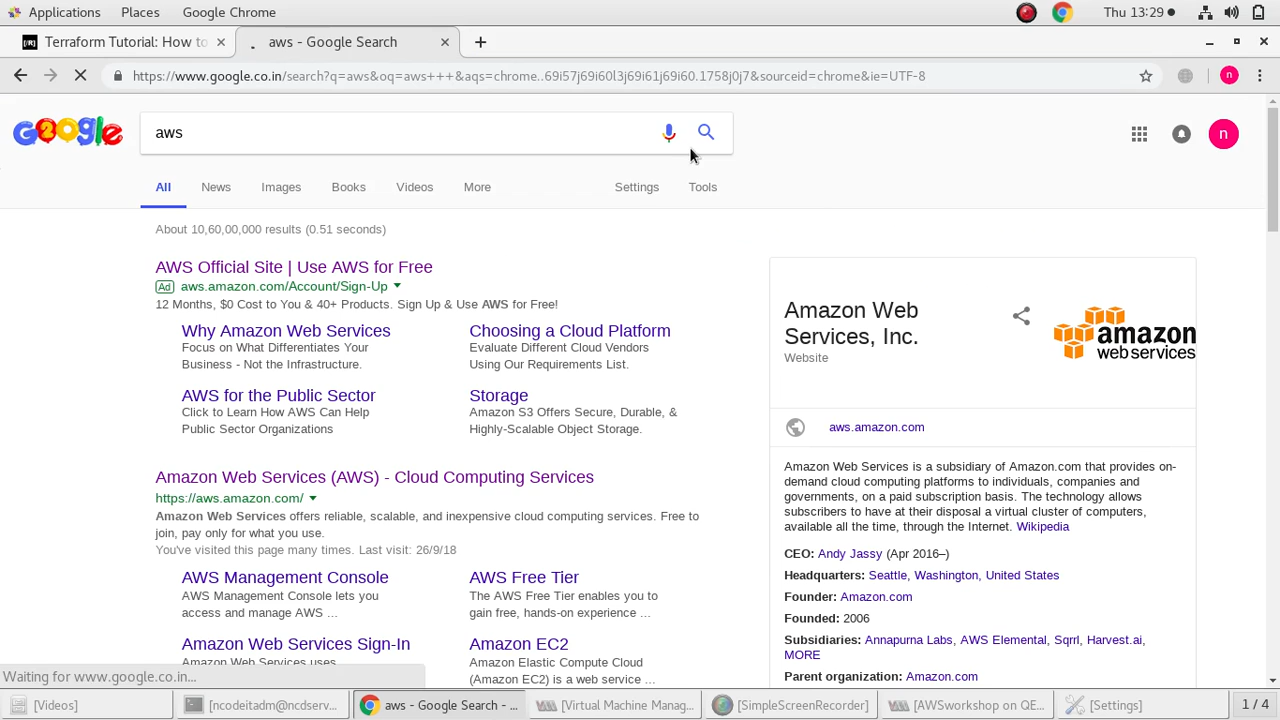 Applications Places Google Chrome Thu 13:29
[/R] Terraform Tutorial: How to aws - Google Search
https://www.google.co.in/search?q=aws&oq=aws+++&aqs=chrome..69i57j69i60l3j69i61j69i60.1758j0j7&sourceid=chrome&ie=UTF-8 n
Google aws n
All News Images Books Videos More Settings Tools
About 10,60,00,000 results (0.51 seconds)
AWS Official Site | Use AWS for Free
Ad aws.amazon.com/Account/Sign-Up
12 Months, $0 Cost to You & 40+ Products. Sign Up & Use AWS for Free!
Why Amazon Web Services
Focus on What Differentiates Your
Business - Not the Infrastructure.
Choosing a Cloud Platform
Evaluate Different Cloud Vendors
Using Our Requirements List.
AWS for the Public Sector
Click to Learn How AWS Can Help
Public Sector Organizations
Storage
Amazon S3 Offers Secure, Durable, &
Highly-Scalable Object Storage.
Amazon Web Services (AWS) - Cloud Computing Services
https://aws.amazon.com/
Amazon Web Services offers reliable, scalable, and inexpensive cloud computing services. Free to
join, pay only for what you use.
You've visited this page many times. Last visit: 26/9/18
AWS Management Console
AWS Management Console lets you
access and manage AWS ...
AWS Free Tier
The AWS Free Tier enables you to
gain free, hands-on experience ...
Amazon Web Services Sign-In
Amazon Web Services uses
Amazon EC2
Amazon Elastic Compute Cloud
(Amazon EC2) is a web service ...
Amazon Web
Services, Inc.
Website
amazon
web services
aws.amazon.com
Amazon Web Services is a subsidiary of Amazon.com that provides on-
demand cloud computing platforms to individuals, companies and
governments, on a paid subscription basis. The technology allows
subscribers to have at their disposal a virtual cluster of computers,
available all the time, through the Internet. Wikipedia
CEO: Andy Jassy (Apr 2016–)
Headquarters: Seattle, Washington, United States
Founder: Amazon.com
Founded: 2006
Subsidiaries: Annapurna Labs, AWS Elemental, Sqrrl, Harvest.ai,
MORE
Parent organization: Amazon.com
Waiting for www.google.co.in...
[Videos] [ncodeitadm@ncdserv... aws - Google Search - ... [Virtual Machine Manag... [SimpleScreenRecorder] [AWSworkshop on QE... [Settings] 1 / 4